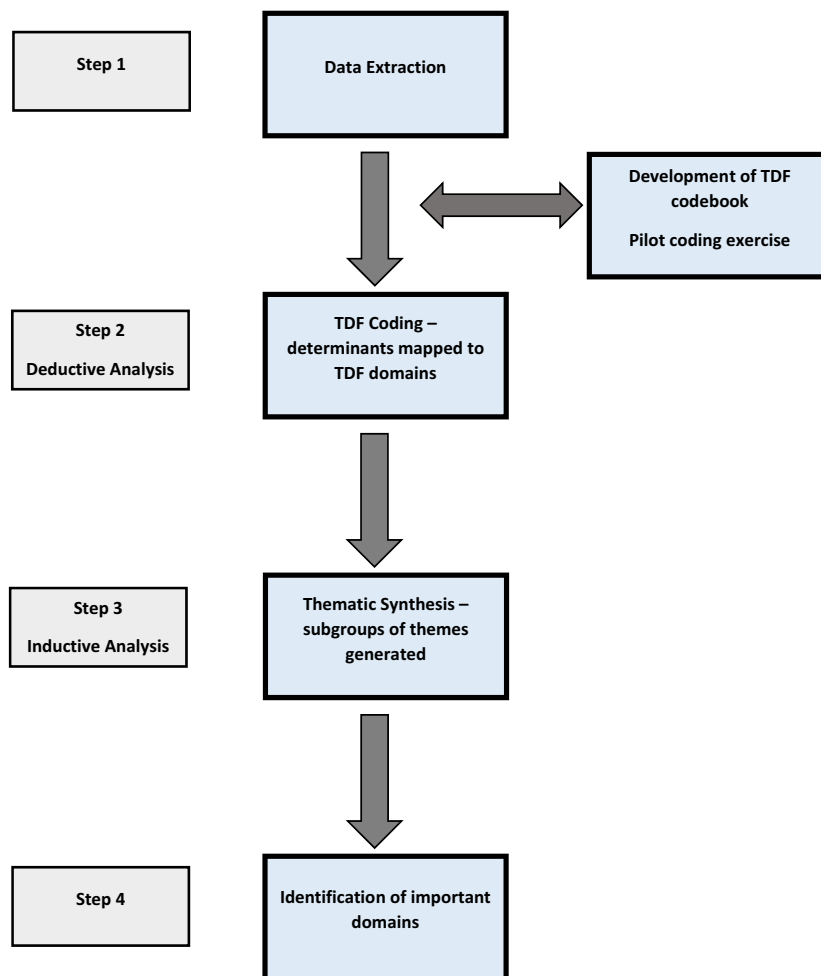 Step 1
Data Extraction
Development of TDF
codebook
Pilot coding exercise
Step 2
Deductive Analysis
TDF Coding –
determinants mapped to
TDF domains
Step 3
Inductive Analysis
Thematic Synthesis –
subgroups of themes
generated
Step 4
Identification of important
domains